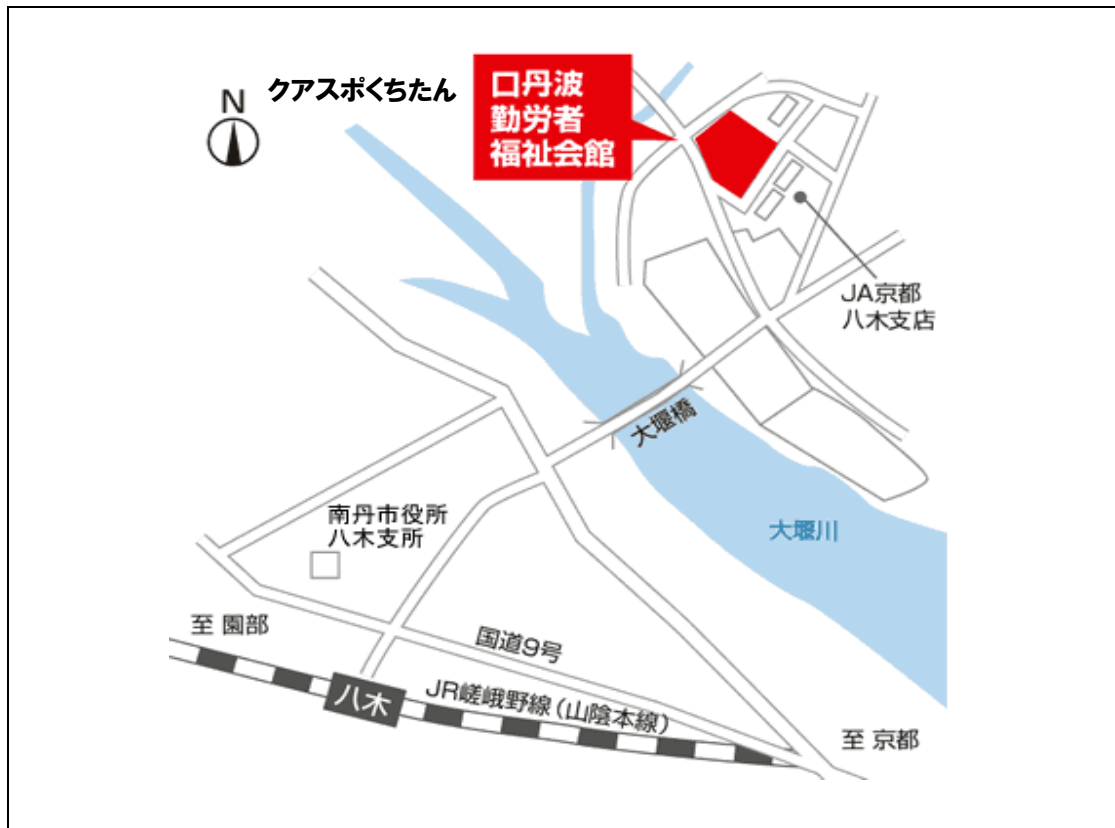 N
クアスポくちたん
口丹波
勤労者
福祉会館
JA京都
八木支店
大堰橋
大堰川
南丹市役所
八木支所
至 園部
国道9号
JR嵯峨野線(山陰本線)
八木
至 京都